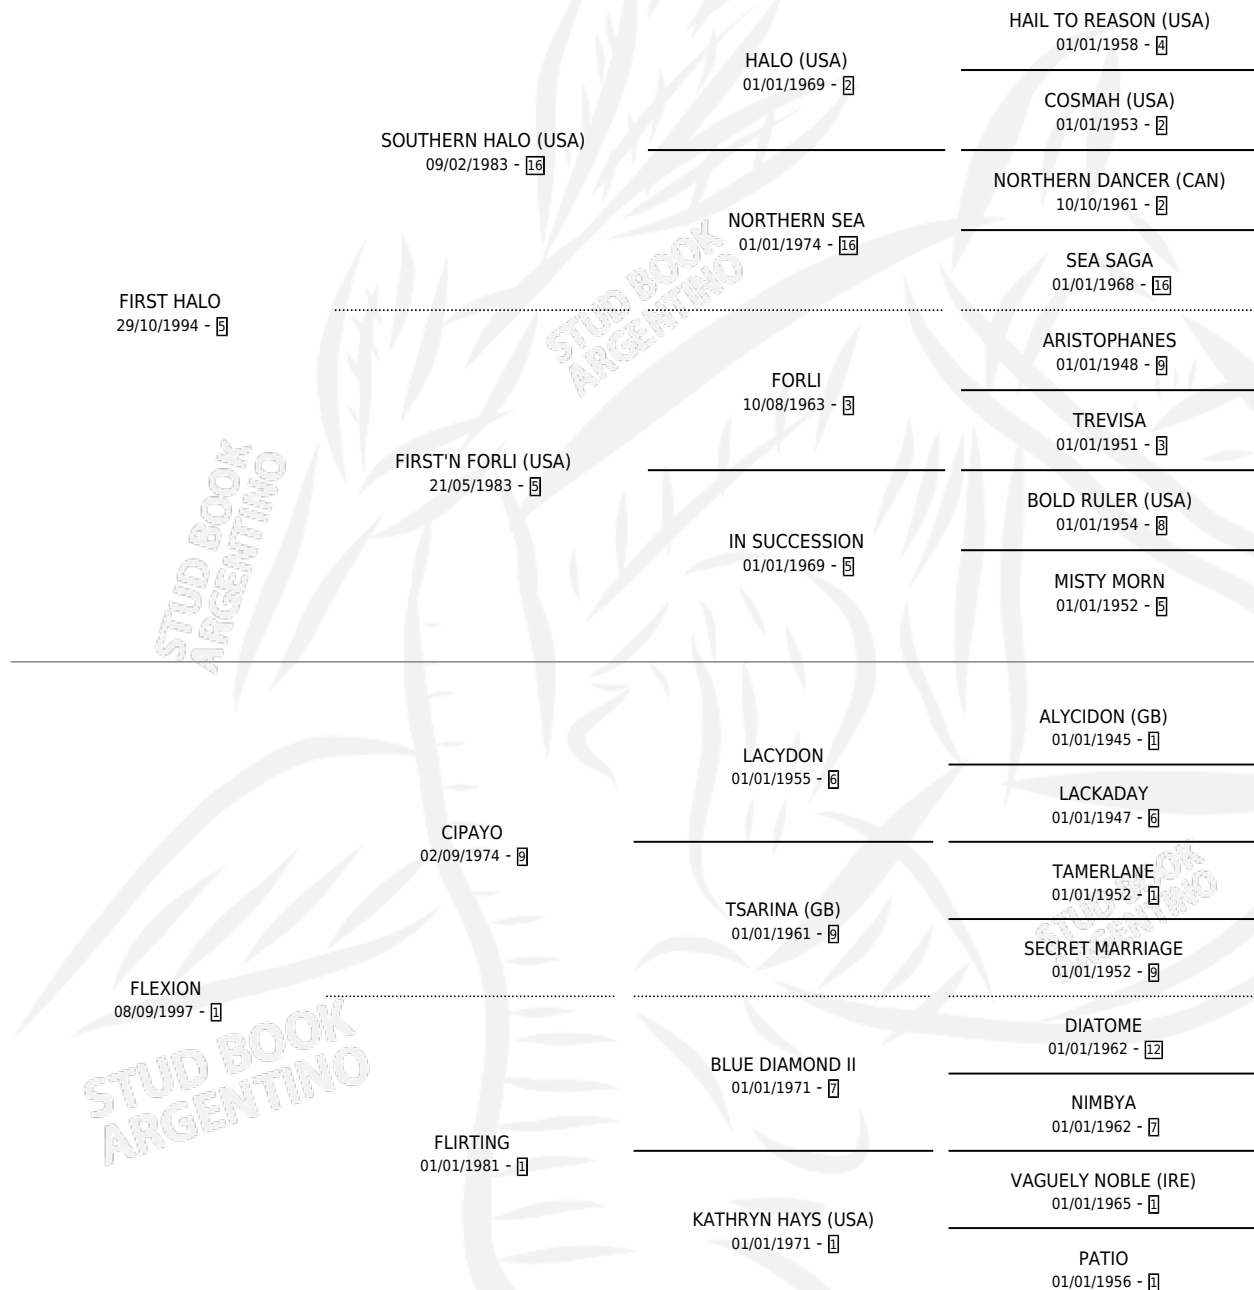 HAIL TO REASON (USA)
01/01/1958 - 4
HALO (USA)
01/01/1969 - 2
COSMAH (USA)
01/01/1953 - 2
SOUTHERN HALO (USA)
09/02/1983 - 16
NORTHERN DANCER (CAN)
10/10/1961 - 2
NORTHERN SEA
01/01/1974 - 16
SEA SAGA
01/01/1968 - 16
FIRST HALO
29/10/1994 - 5
STUD BOOK
ARGENTINO
ARISTOPHANES
01/01/1948 - 9
FORLI
10/08/1963 - 3
TREVISA
01/01/1951 - 3
FIRST'N FORLI (USA)
21/05/1983 - 5
BOLD RULER (USA)
01/01/1954 - 8
IN SUCCESSION
01/01/1969 - 5
MISTY MORN
01/01/1952 - 5
STUD BOOK
ARGENTINO
ALYCIDON (GB)
01/01/1945 - 1
LACYDON
01/01/1955 - 6
LACKADAY
01/01/1947 - 6
CIPAYO
02/09/1974 - 9
TAMERLANE
01/01/1952 - 1
TSARINA (GB)
01/01/1961 - 9
STUD BOOK
ARGENTINO
SECRET MARRIAGE
01/01/1952 - 9
FLEXION
08/09/1997 - 1
STUD BOOK
ARGENTINO
DIATOME
01/01/1962 - 12
BLUE DIAMOND II
01/01/1971 - 7
NIMBYA
01/01/1962 - 7
FLIRTING
01/01/1981 - 1
VAGUELY NOBLE (IRE)
01/01/1965 - 1
KATHRYN HAYS (USA)
01/01/1971 - 1
PATIO
01/01/1956 - 1